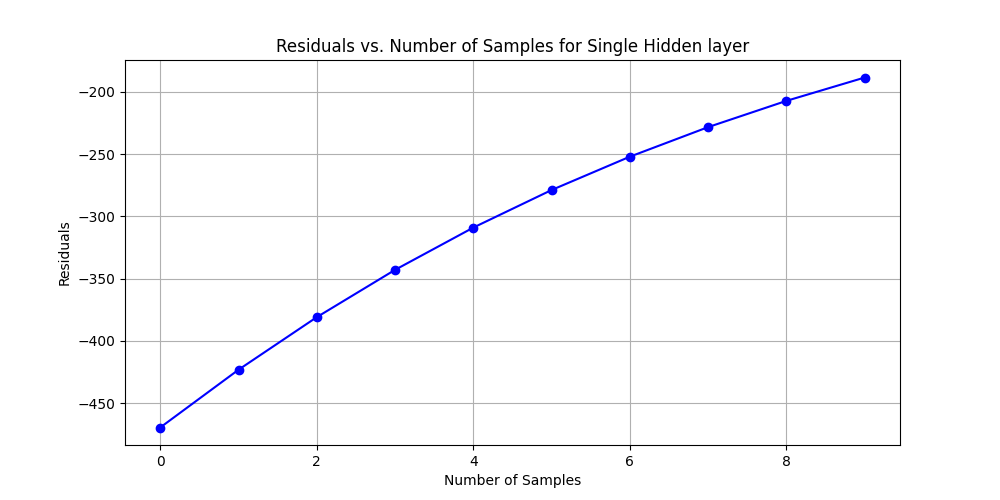 Residuals vs. Number of Samples for Single Hidden layer
−200
−250
−300
−350
−400
−450
Residuals
0 2 4 6 8
Number of Samples